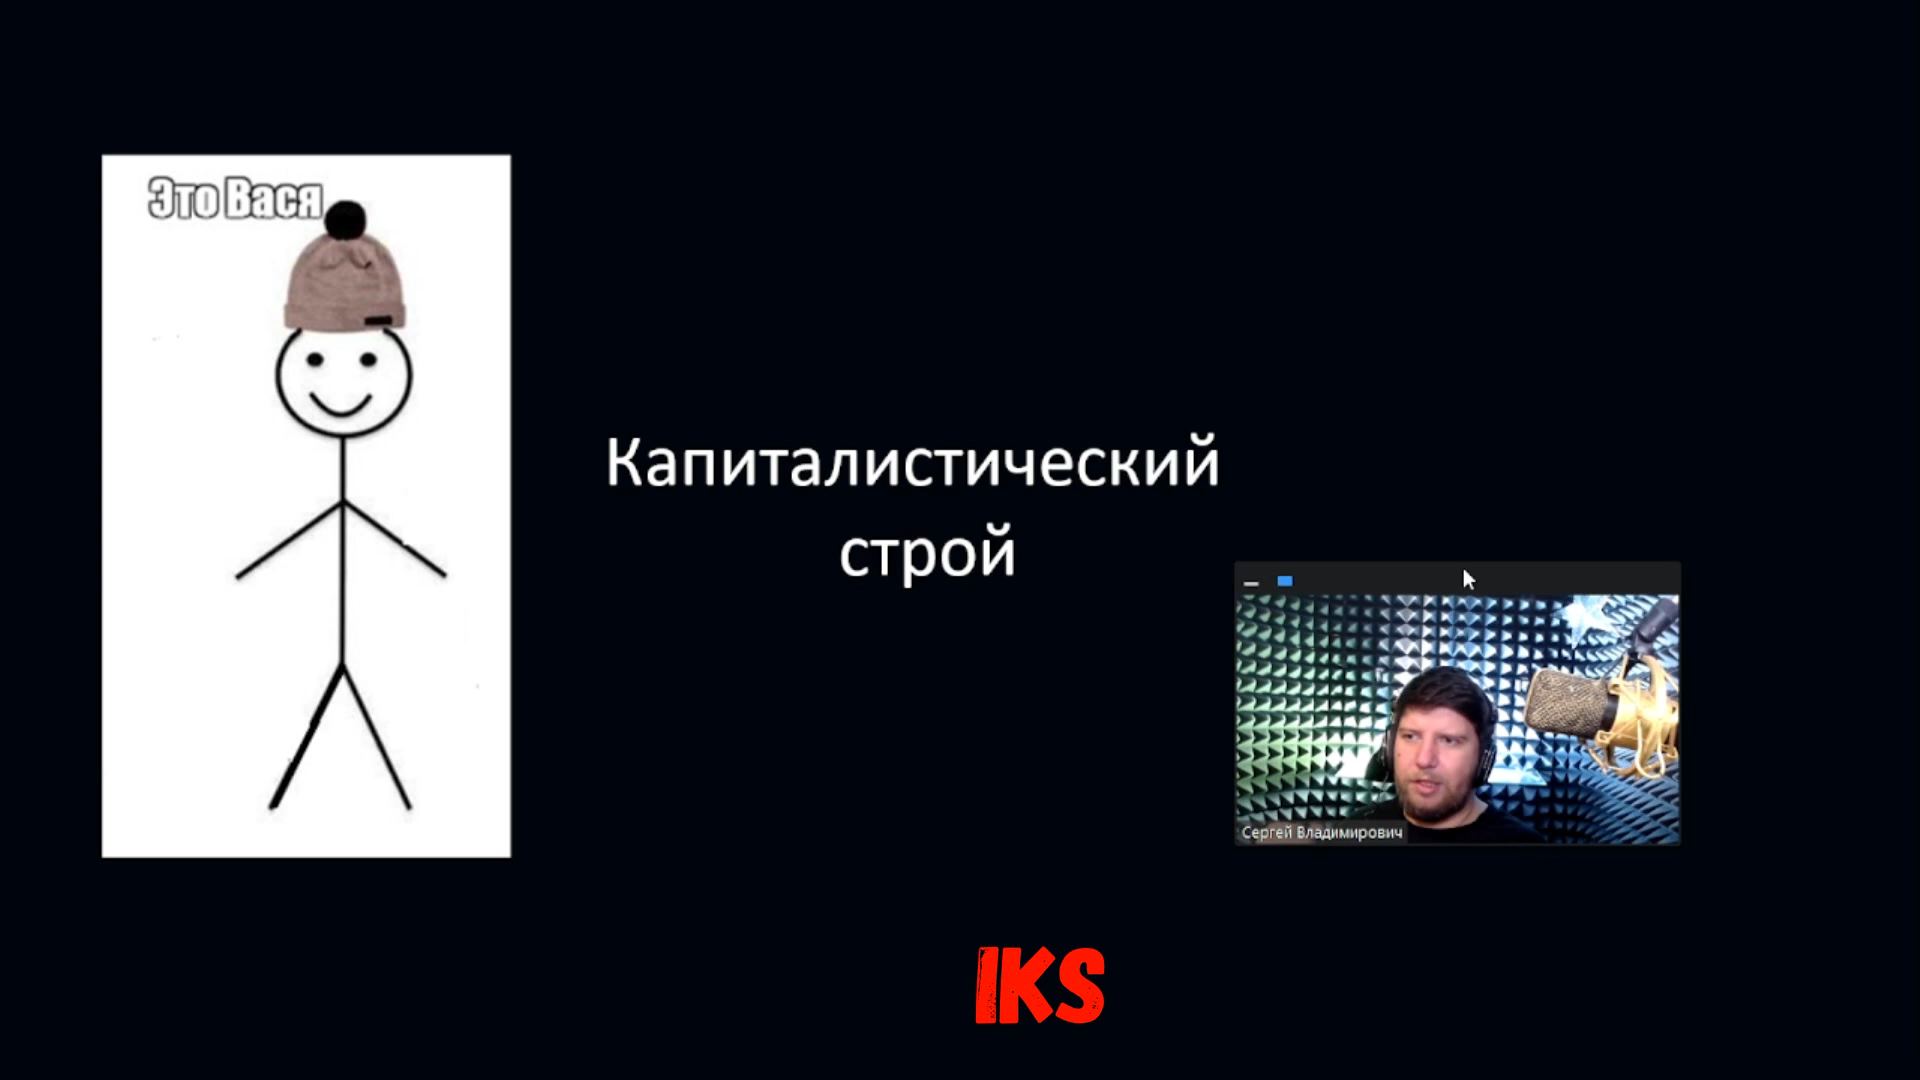 Это Вася
Капиталистический
строй
Сергей Владимирович
IKS